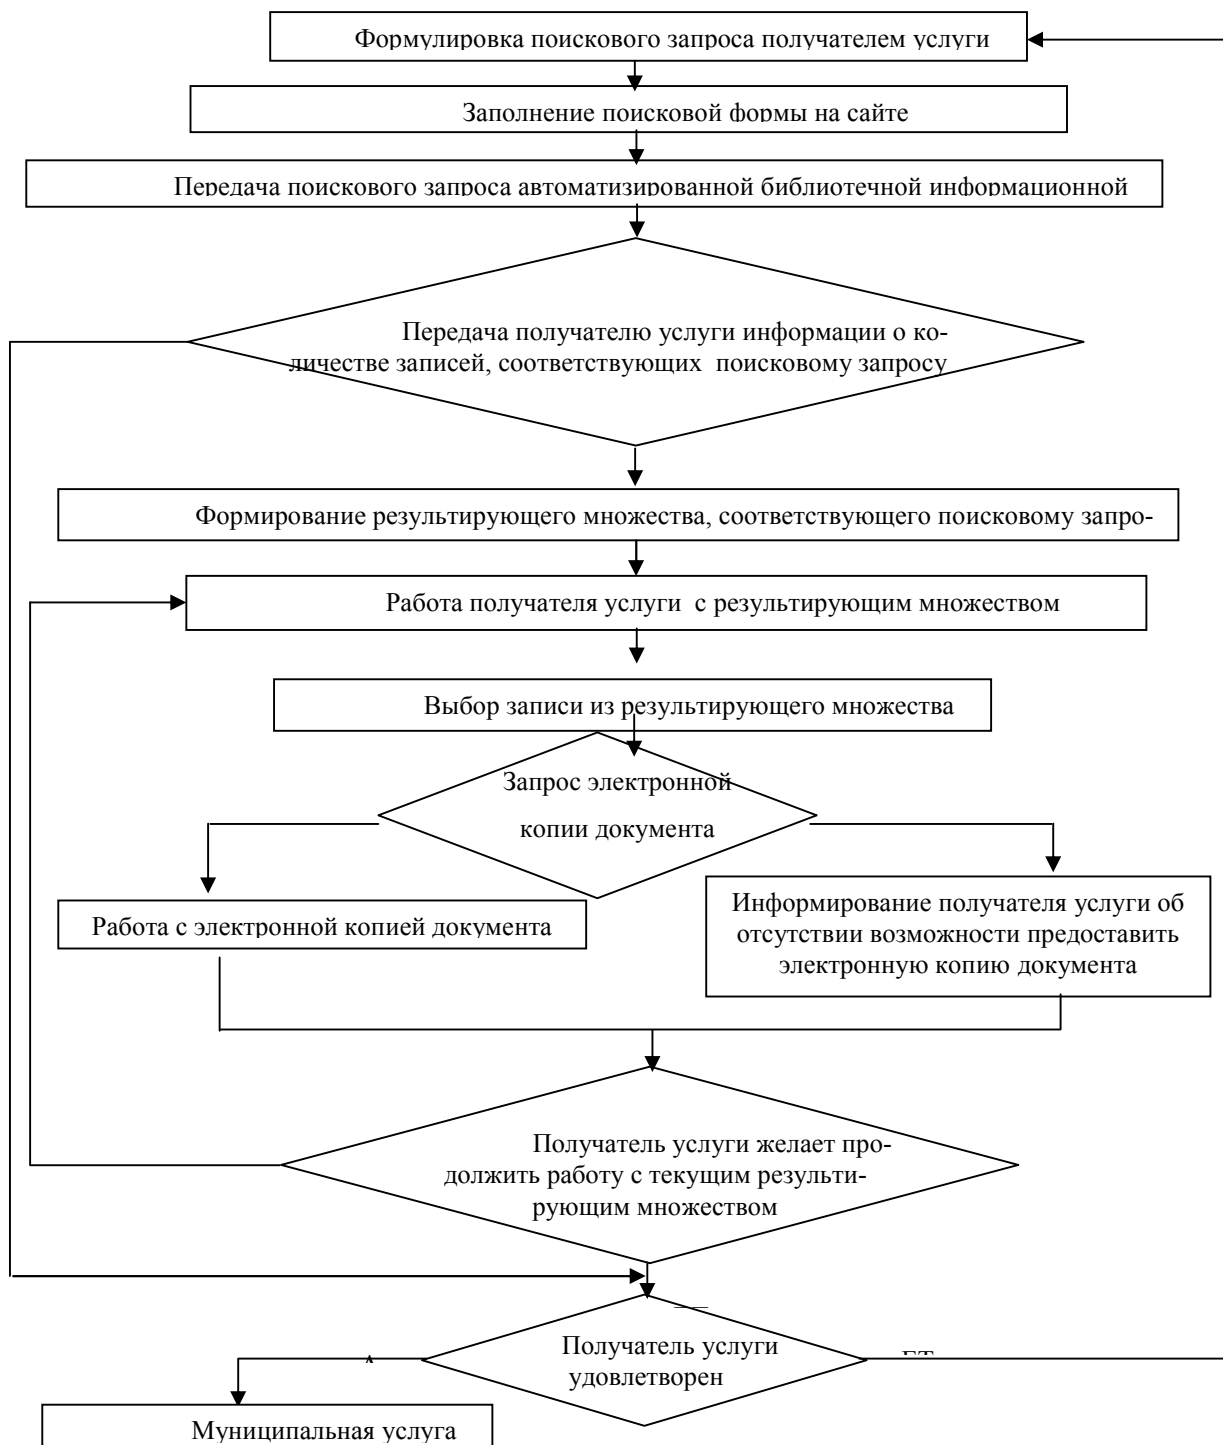 Формулировка поискового запроса получателем услуги
Заполнение поисковой формы на сайте
Передача поискового запроса автоматизированной библиотечной информационной
Передача получателю услуги информации о ко-
личестве записей, соответствующих поисковому запросу
Формирование результирующего множества, соответствующего поисковому запро-
Работа получателя услуги с результирующим множеством
Выбор записи из результирующего множества
Запрос электронной
копии документа
Работа с электронной копией документа
Информирование получателя услуги об
отсутствии возможности предоставить
электронную копию документа
Получатель услуги желает про-
должить работу с текущим результи-
рующим множеством
Получатель услуги
удовлетворен
Муниципальная услуга